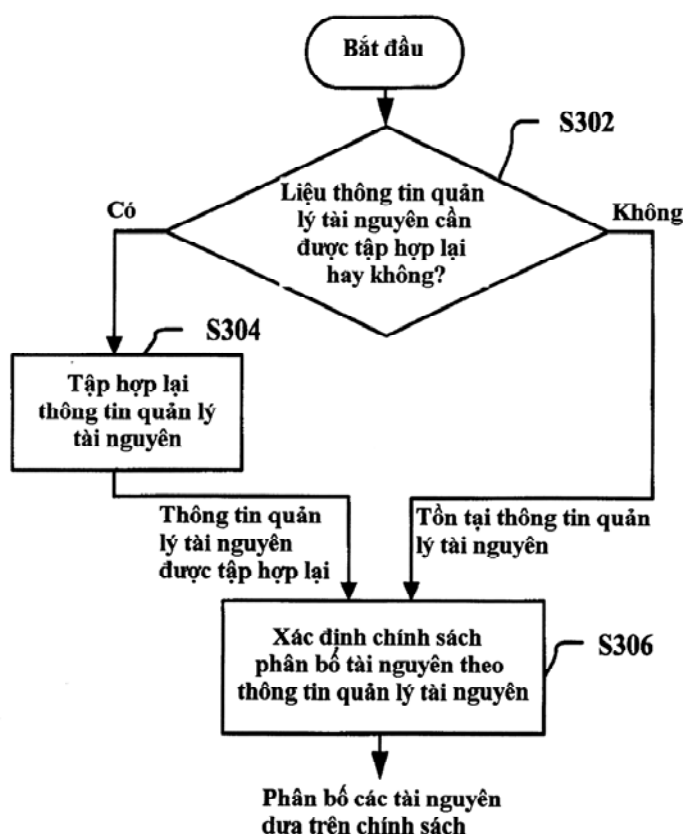 Bắt đầu
S302
Liệu thông tin quản
lý tài nguyên cần
được tập hợp lại
hay không?
Có
Không
S304
Tập hợp lại
thông tin quản lý
tài nguyên
Thông tin quản
lý tài nguyên
được tập hợp lại
Tồn tại thông tin quản
lý tài nguyên
Xác định chính sách
phân bố tài nguyên theo
thông tin quản lý tài nguyên
S306
Phân bố các tài nguyên
dưa trên chính sách